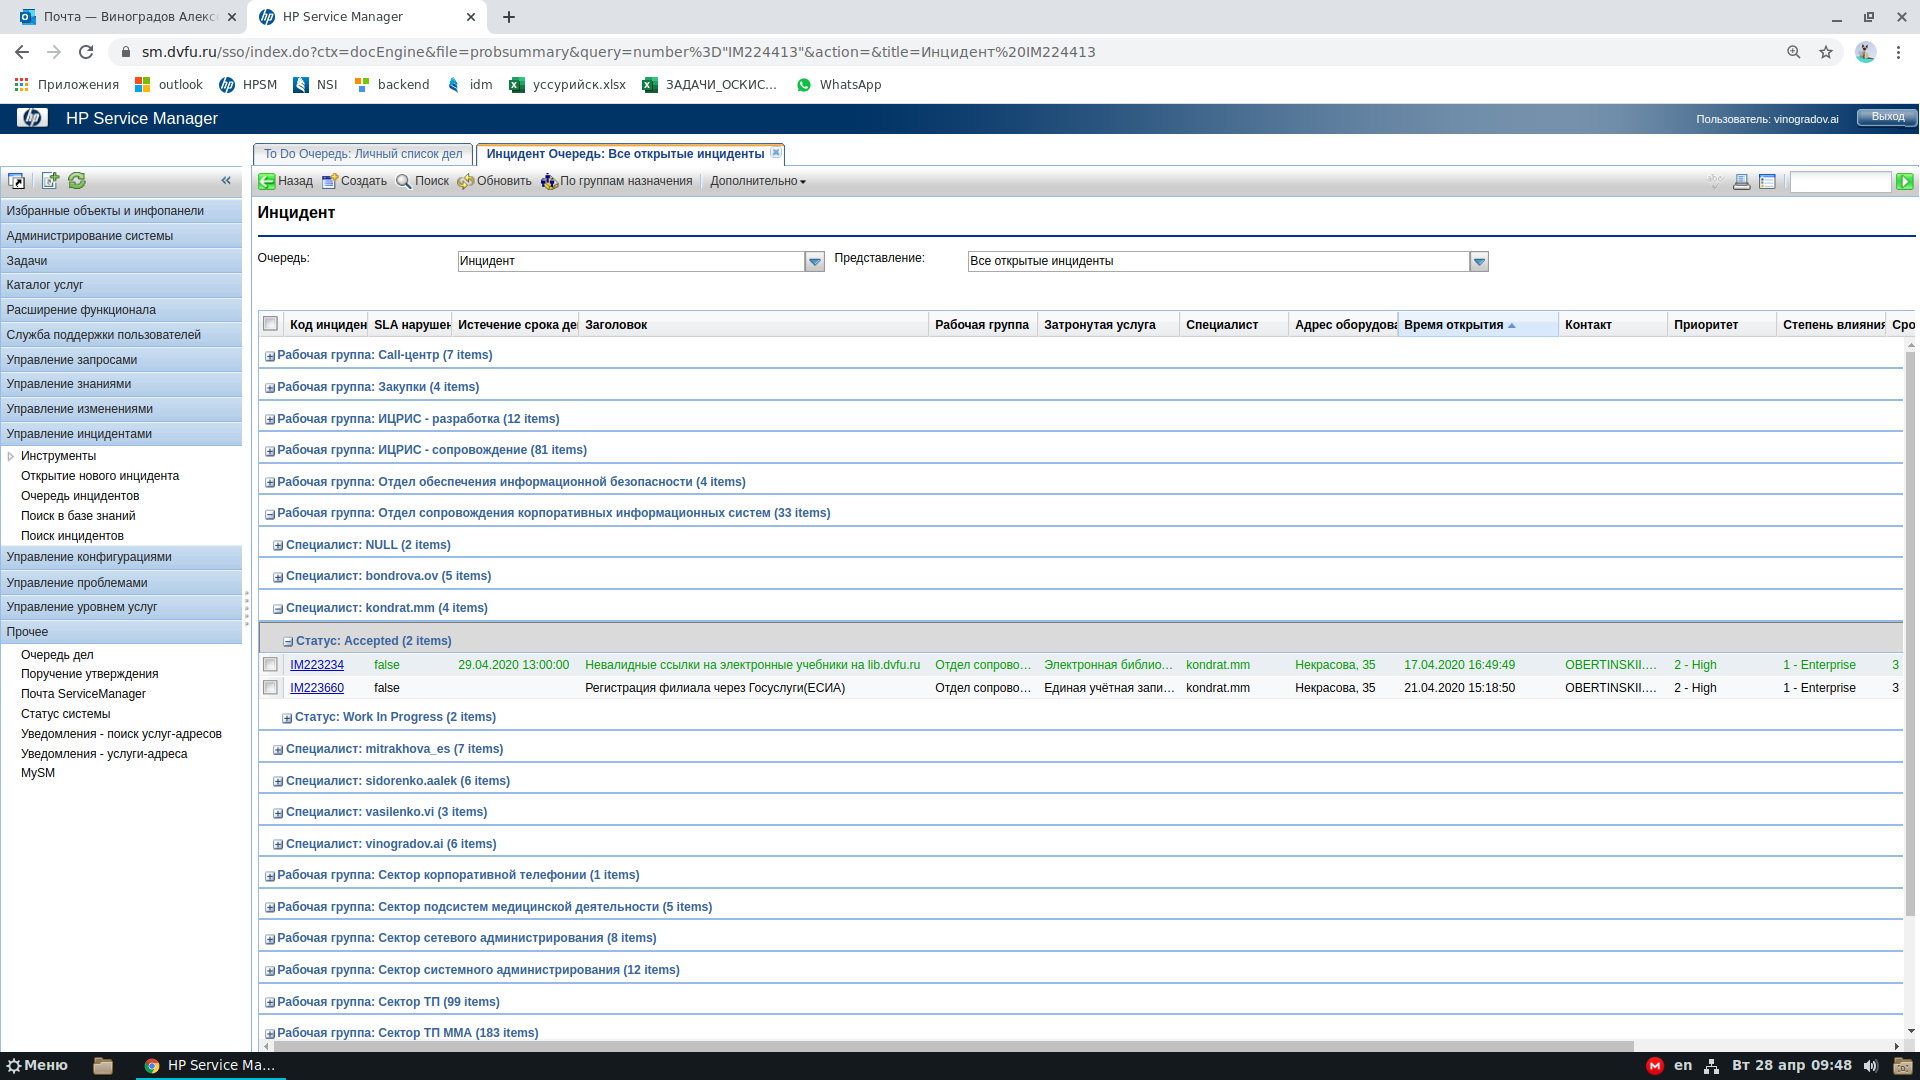 Почта — Виноградов Алекс
HP Service Manager
sm.dvfu.ru/sso/index.do?ctx=docEngine&file=probsummary&query=number%3D"IM224413"&action=&title=Инцидент%20IM224413
Приложения outlook HPSM NSI backend idm уссурийск.xlsx ЗАДАЧИ_ОСКИС... WhatsApp
HP Service Manager
Пользователь: vinogradov.ai
Выход
To Do Очередь: Личный список дел
Инцидент Очередь: Все открытые инциденты
Назад Создать Поиск Обновить По группам назначения Дополнительно
Избранные объекты и инфопанели
Администрирование системы
Задачи
Каталог услуг
Расширение функционала
Служба поддержки пользователей
Управление запросами
Управление знаниями
Управление изменениями
Управление инцидентами
Инструменты
Открытие нового инцидента
Очередь инцидентов
Поиск в базе знаний
Поиск инцидентов
Управление конфигурациями
Управление проблемами
Управление уровнем услуг
Прочее
Очередь дел
Поручение утверждения
Почта ServiceManager
Статус системы
Уведомления - поиск услуг-адресов
Уведомления - услуги-адреса
MySM
Инцидент
Очередь: Инцидент Представление: Все открытые инциденты
Код инциден SLA нарушен Истечение срока де Заголовок Рабочая группа Затронутая услуга Специалист Адрес оборудова Время открытия Контакт Приоритет Степень влияния Сро
Рабочая группа: Call-центр (7 items)
Рабочая группа: Закупки (4 items)
Рабочая группа: ИЦРИС - разработка (12 items)
Рабочая группа: ИЦРИС - сопровождение (81 items)
Рабочая группа: Отдел обеспечения информационной безопасности (4 items)
Рабочая группа: Отдел сопровождения корпоративных информационных систем (33 items)
Специалист: NULL (2 items)
Специалист: bondrova.ov (5 items)
Специалист: kondrat.mm (4 items)
Статус: Accepted (2 items)
IM223234 false 29.04.2020 13:00:00 Невалидные ссылки на электронные учебники на lib.dvfu.ru Отдел сопрово... Электронная библио... kondrat.mm Некрасова, 35 17.04.2020 16:49:49 OBERTINSKII.... 2 - High 1 - Enterprise 3
IM223660 false Регистрация филиала через Госуслуги(ЕСИА) Отдел сопрово... Единая учётная запи... kondrat.mm Некрасова, 35 21.04.2020 15:18:50 OBERTINSKII.... 2 - High 1 - Enterprise 3
Статус: Work In Progress (2 items)
Специалист: mitrakhova_es (7 items)
Специалист: sidorenko.aalek (6 items)
Специалист: vasilenko.vi (3 items)
Специалист: vinogradov.ai (6 items)
Рабочая группа: Сектор корпоративной телефонии (1 items)
Рабочая группа: Сектор подсистем медицинской деятельности (5 items)
Рабочая группа: Сектор сетевого администрирования (8 items)
Рабочая группа: Сектор системного администрирования (12 items)
Рабочая группа: Сектор ТП (99 items)
Рабочая группа: Сектор ТП ММА (183 items)
Меню
HP Service Ma...
en
Вт 28 апр 09:48